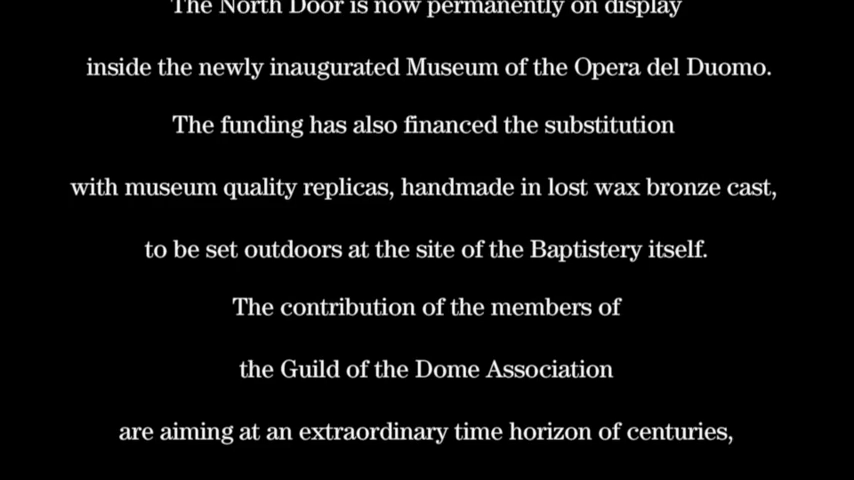 The North Door is now permanently on display
inside the newly inaugurated Museum of the Opera del Duomo.
The funding has also financed the substitution
with museum quality replicas, handmade in lost wax bronze cast,
to be set outdoors at the site of the Baptistery itself.
The contribution of the members of
the Guild of the Dome Association
are aiming at an extraordinary time horizon of centuries,